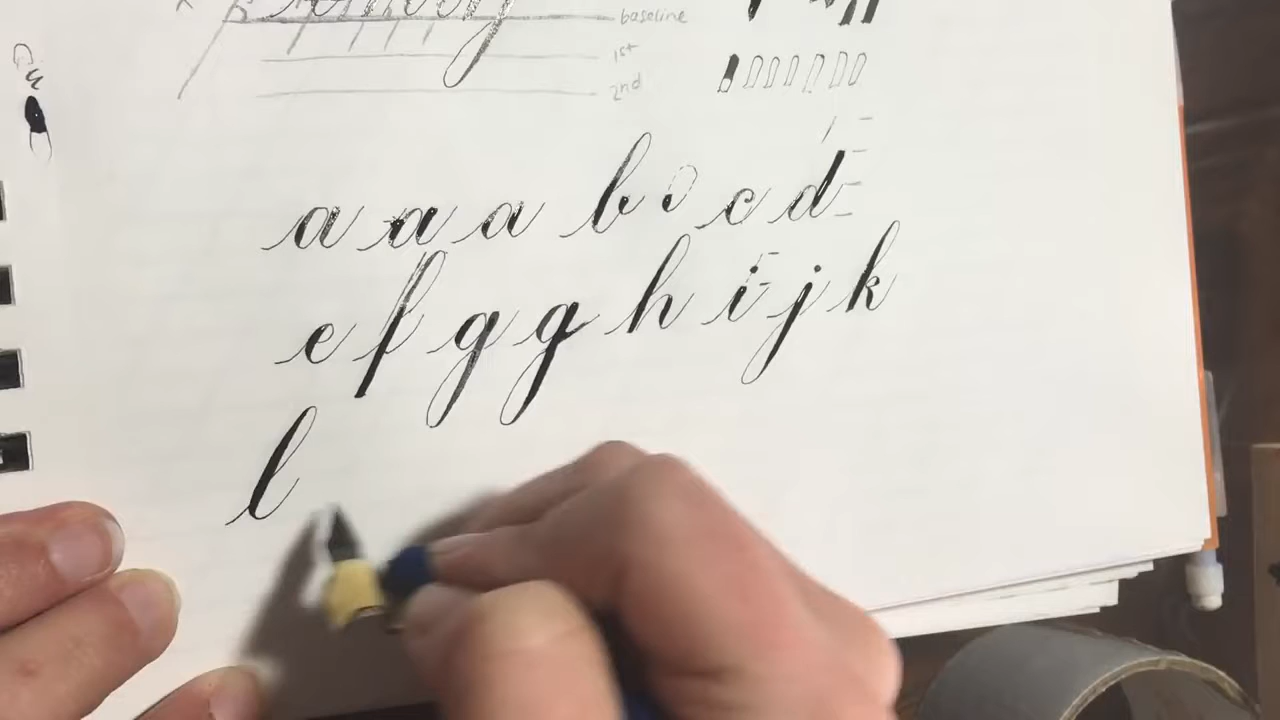 baseline
1st
2nd
a a a b c d
e f g g h i j k
l